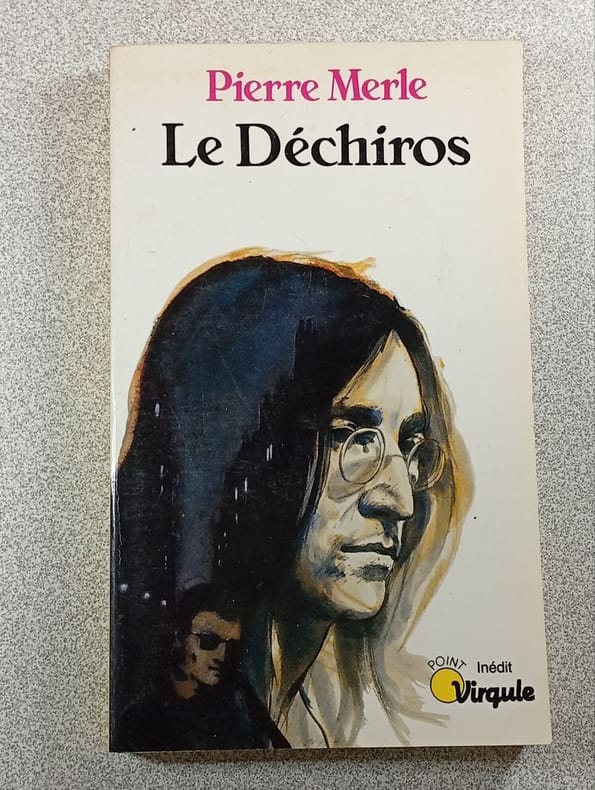 Pierre Merle
Le Déchiros
POINT
Inédit
Virgule